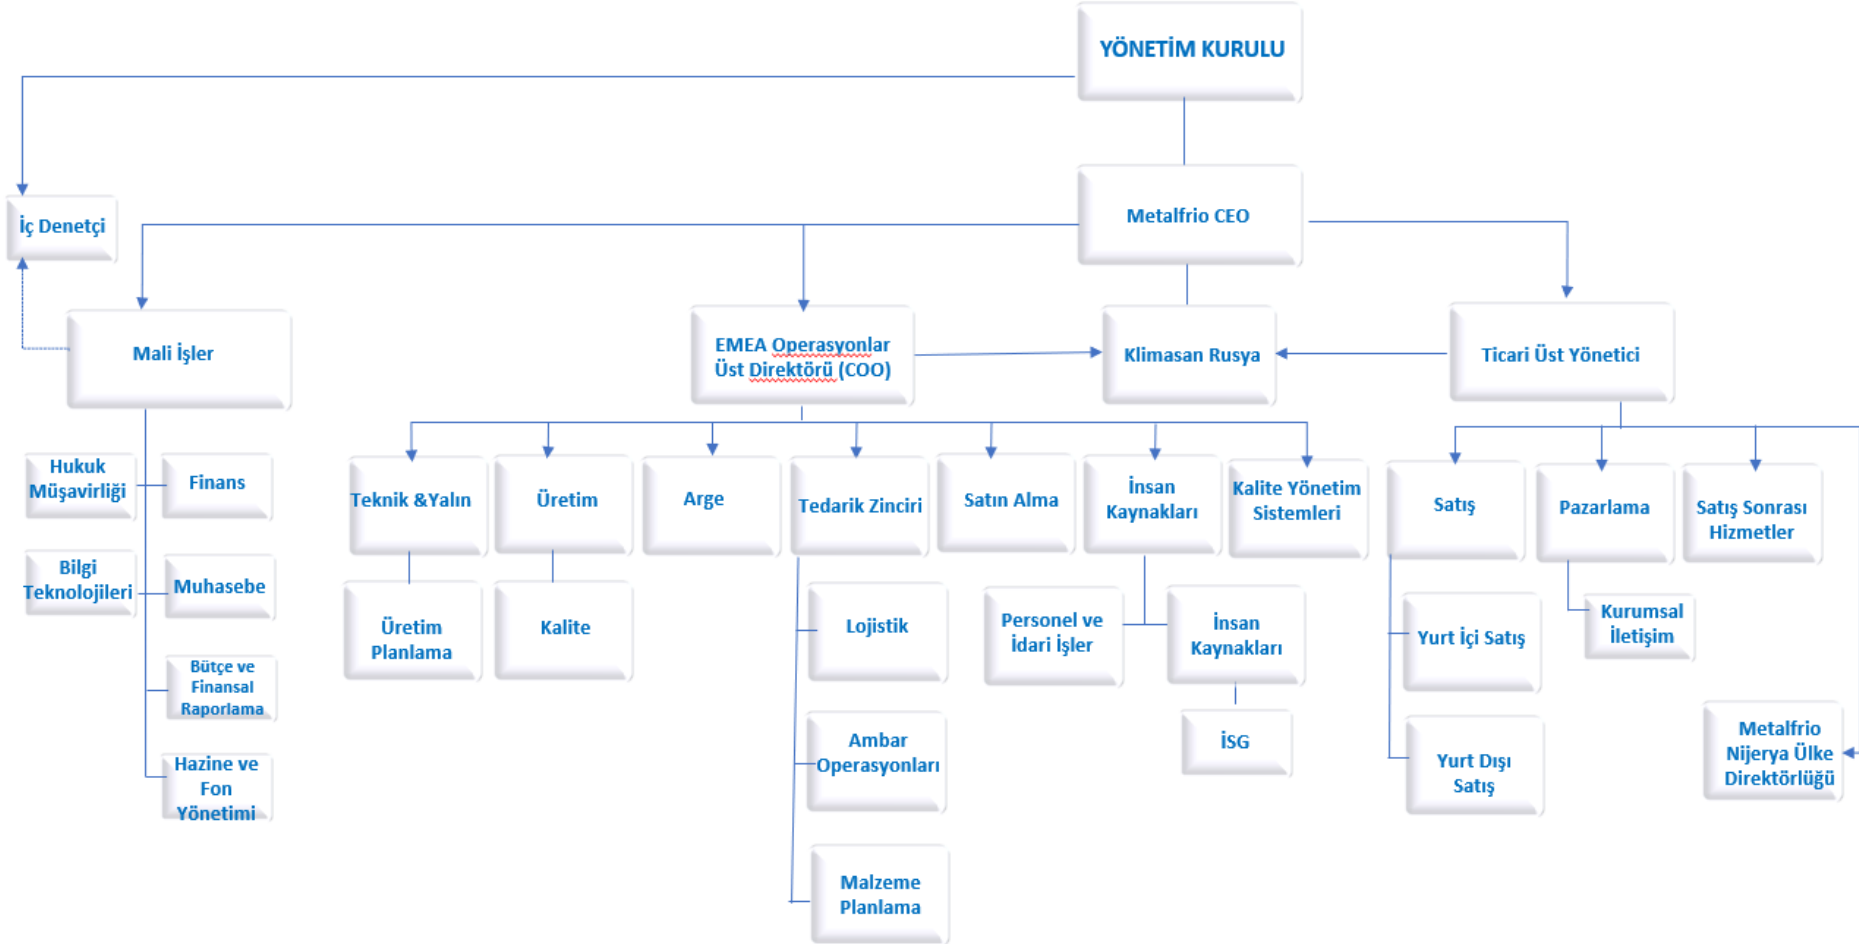 YÖNETİM KURULU
Metalfrio CEO
İç Denetçi
Mali İşler
EMEA Operasyonlar
Üst Direktörü (COO)
Klimasan Rusya
Ticari Üst Yönetici
Hukuk
Müşavirliği
Finans
Bilgi
Teknolojileri
Muhasebe
Bütçe ve
Finansal
Raporlama
Hazine ve
Fon
Yönetimi
Teknik &Yalın
Üretim
Arge
Tedarik Zinciri
Satın Alma
İnsan
Kaynakları
Kalite Yönetim
Sistemleri
Satış
Pazarlama
Satış Sonrası
Hizmetler
Üretim
Planlama
Kalite
Lojistik
Personel ve
İdari İşler
İnsan
Kaynakları
Yurt İçi Satış
Kurumsal
İletişim
Ambar
Operasyonları
İSG
Yurt Dışı
Satış
Metalfrio
Nijerya Ülke
Direktörlüğü
Malzeme
Planlama